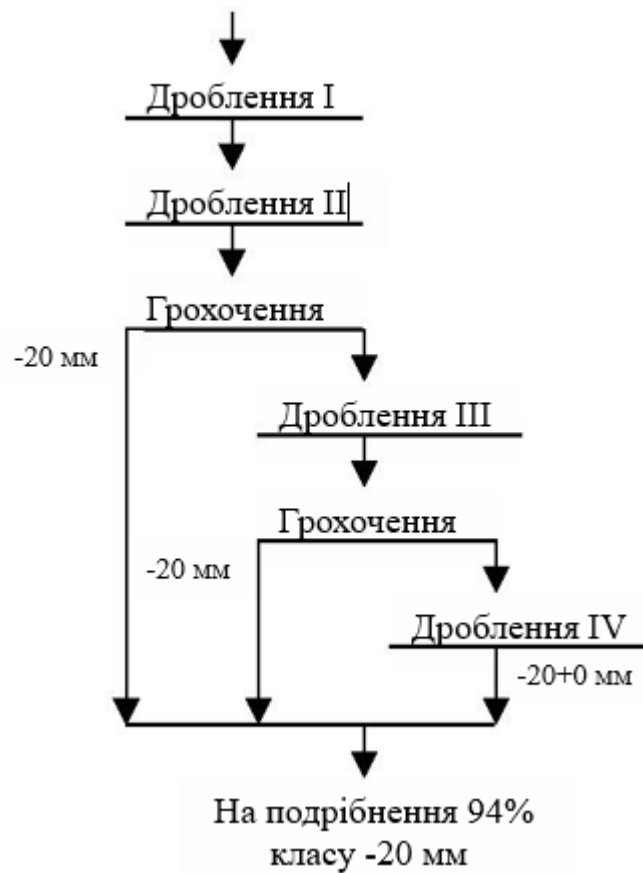 Дроблення I
Дроблення II
Грохочення
-20 мм
Дроблення III
Грохочення
-20 мм
Дроблення IV
-20+0 мм
На подрібнення 94%
класу -20 мм